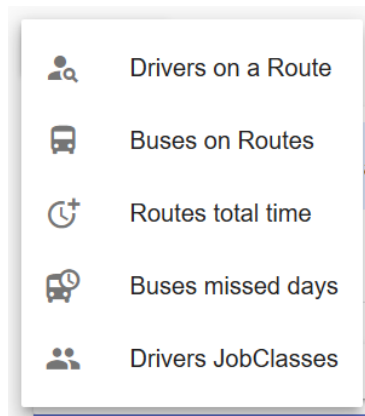 Drivers on a Route
Buses on Routes
Routes total time
Buses missed days
Drivers JobClasses